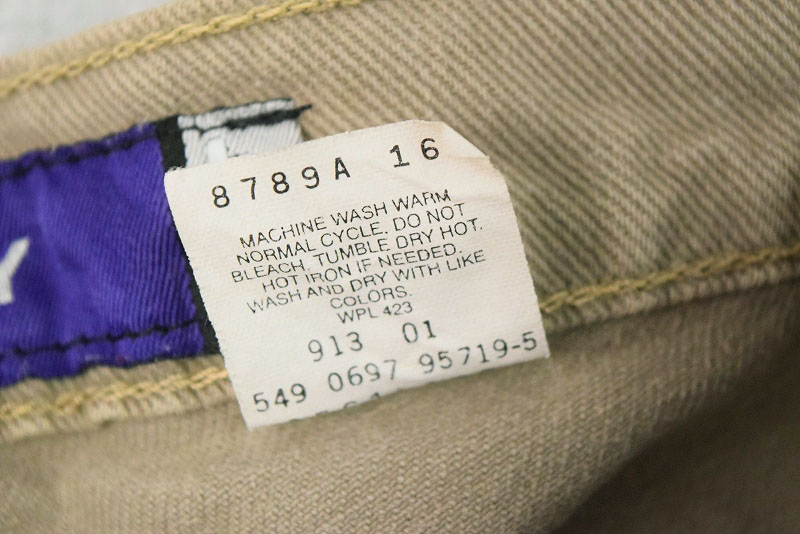 8789A 16
MACHINE WASH WARM
NORMAL CYCLE. DO NOT
BLEACH. TUMBLE DRY HOT.
HOT IRON IF NEEDED.
WASH AND DRY WITH LIKE
COLORS.
WPL 423
913 01
549 0697 95719-5
Y